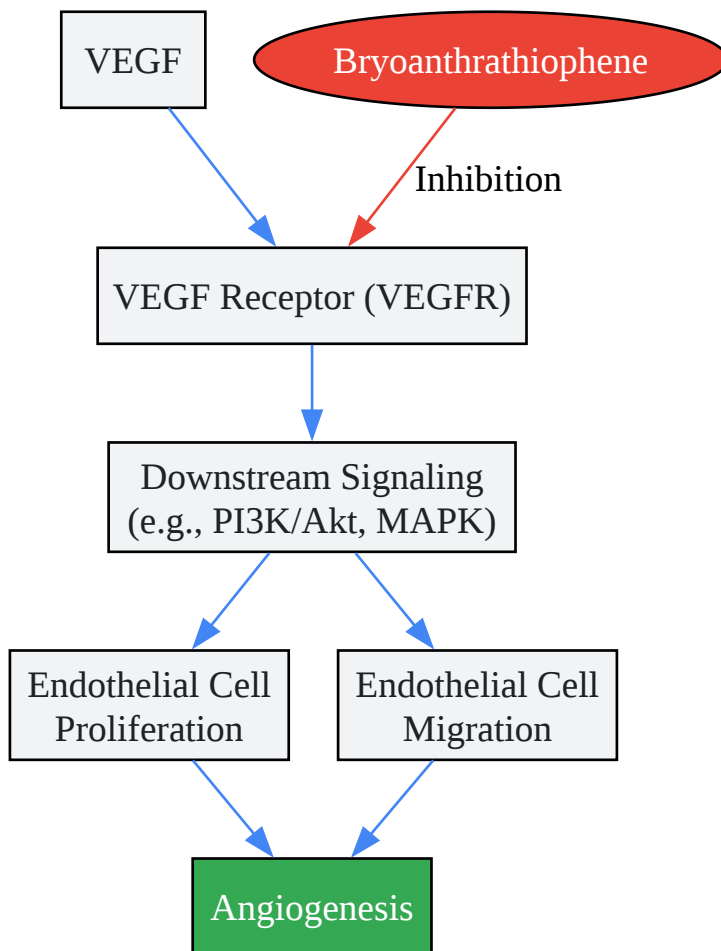 VEGF
Bryoanthrathiophene
Inhibition
VEGF Receptor (VEGFR)
Downstream Signaling
(e.g., PI3K/Akt, MAPK)
Endothelial Cell
Proliferation
Endothelial Cell
Migration
Angiogenesis